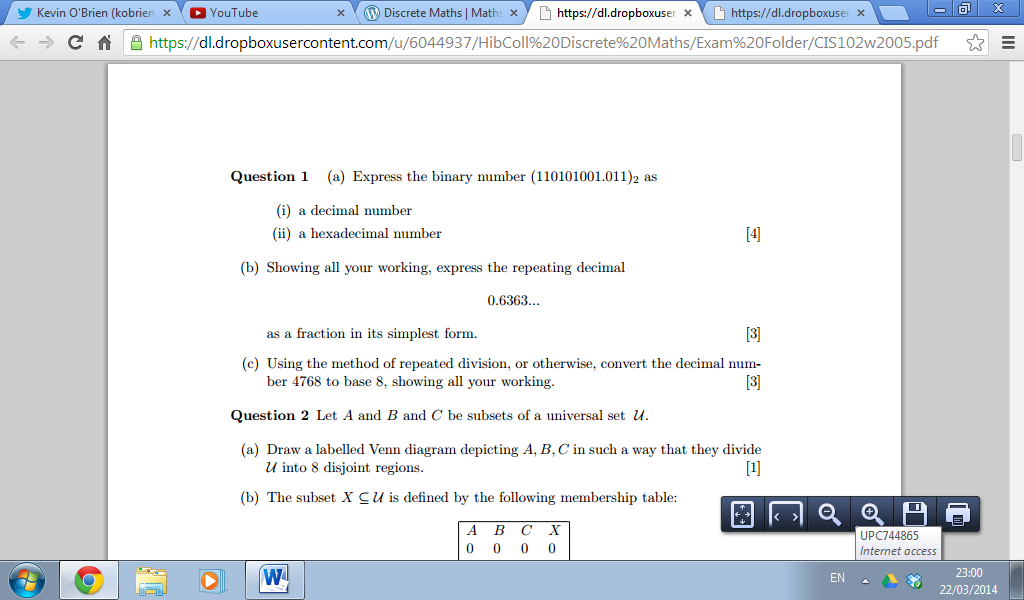 Kevin O'Brien (kobrien
YouTube
Discrete Maths | Maths
https://dl.dropboxuser
https://dl.dropboxuser
https://dl.dropboxusercontent.com/u/6044937/HibColl%20Discrete%20Maths/Exam%20Folder/CIS102w2005.pdf
Question 1 (a) Express the binary number (110101001.011)₂ as
(i) a decimal number
(ii) a hexadecimal number [4]
(b) Showing all your working, express the repeating decimal
0.6363...
as a fraction in its simplest form. [3]
(c) Using the method of repeated division, or otherwise, convert the decimal num-
ber 4768 to base 8, showing all your working. [3]
Question 2 Let A and B and C be subsets of a universal set 𝒰.
(a) Draw a labelled Venn diagram depicting A, B, C in such a way that they divide
𝒰 into 8 disjoint regions. [1]
(b) The subset X ⊆ 𝒰 is defined by the following membership table:
A B C X
0 0 0 0
UPC744865
Internet access
EN
23:00
22/03/2014